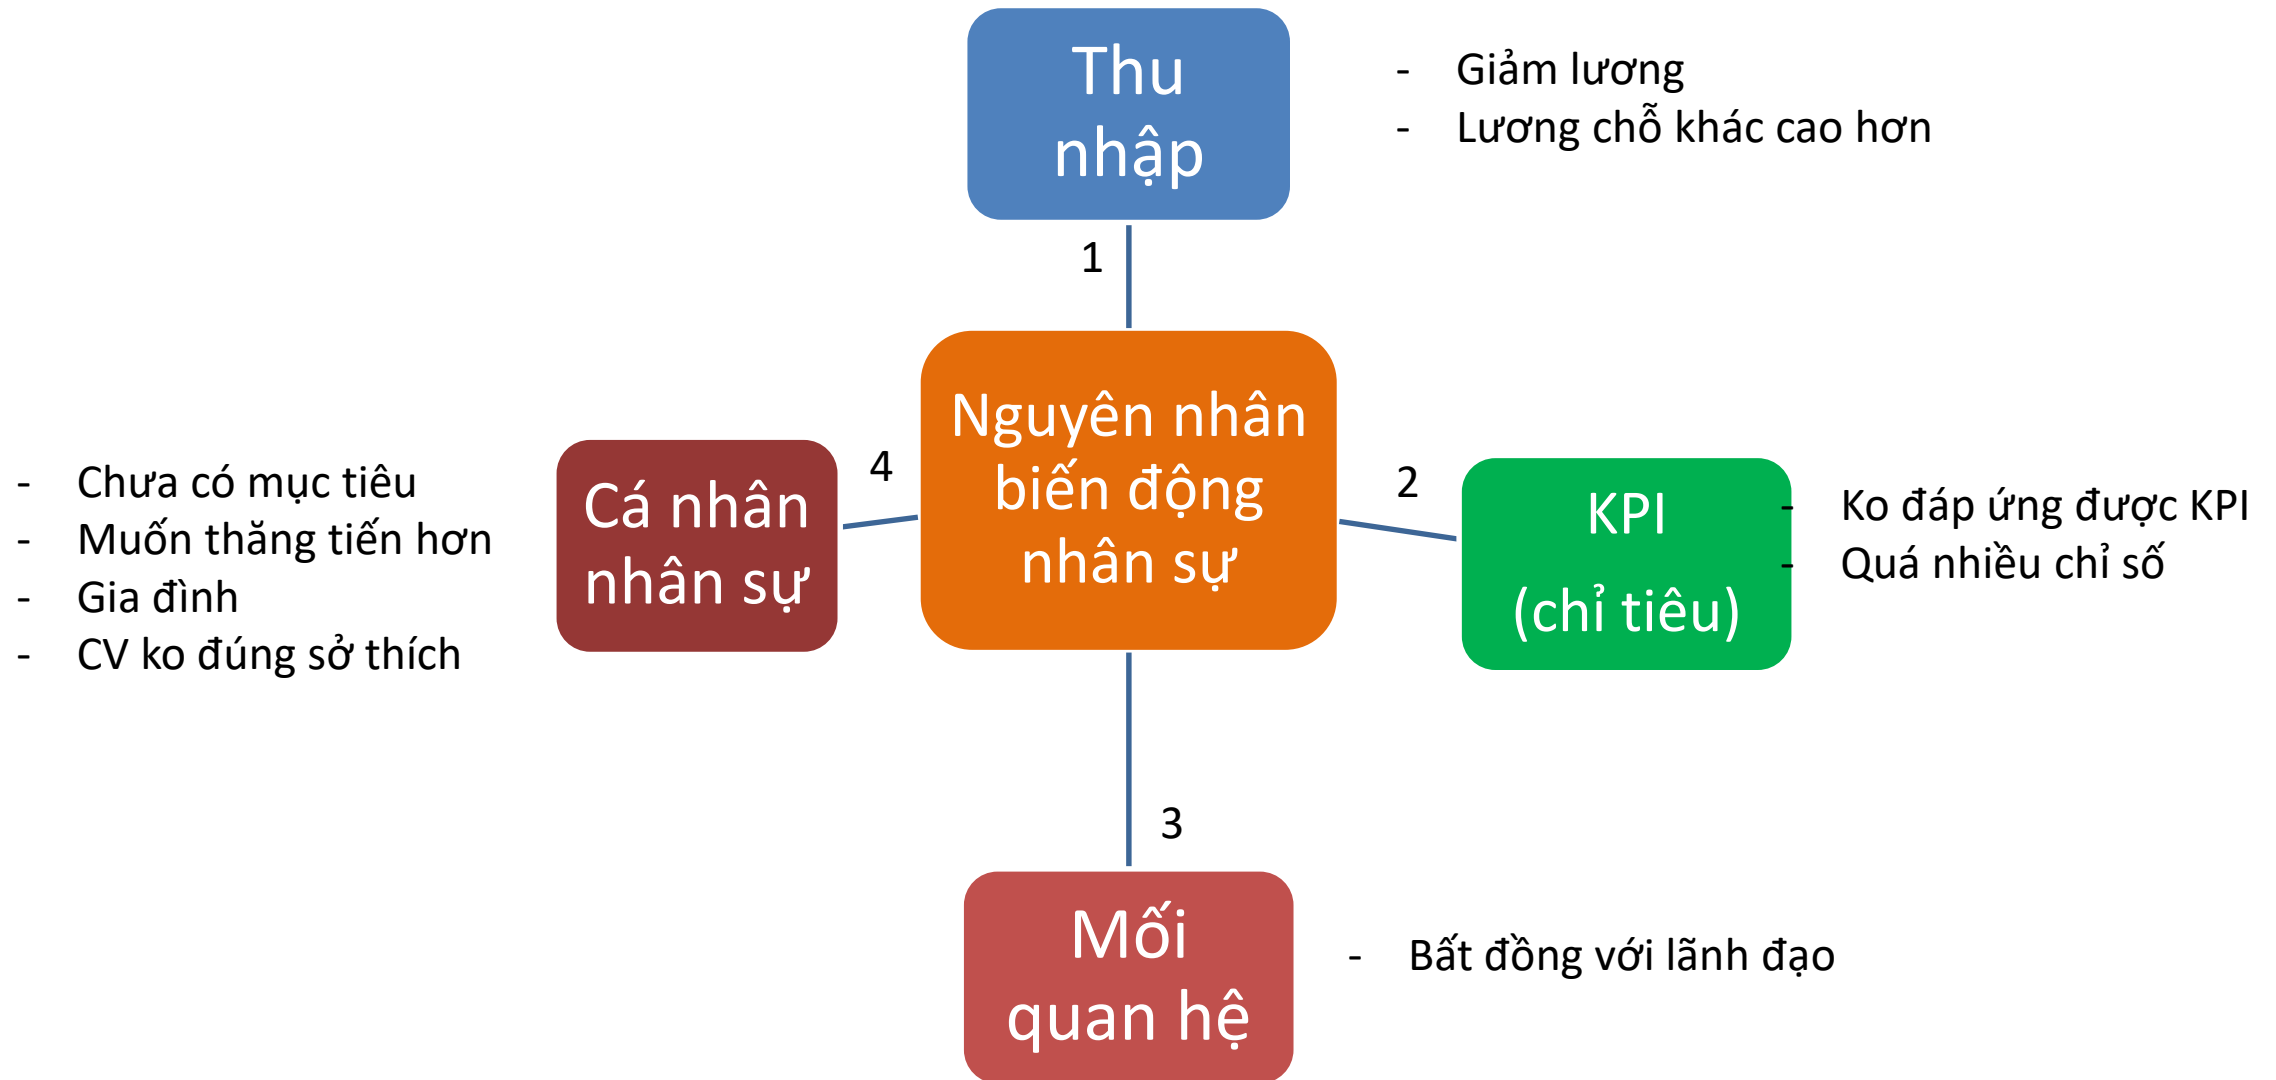 Thu
nhập
- Giảm lương
- Lương chỗ khác cao hơn
1
Nguyên nhân
biến động
nhân sự
2
KPI
(chỉ tiêu)
- Ko đáp ứng được KPI
- Quá nhiều chỉ số
3
Mối
quan hệ
- Bất đồng với lãnh đạo
4
Cá nhân
nhân sự
- Chưa có mục tiêu
- Muốn thăng tiến hơn
- Gia đình
- CV ko đúng sở thích